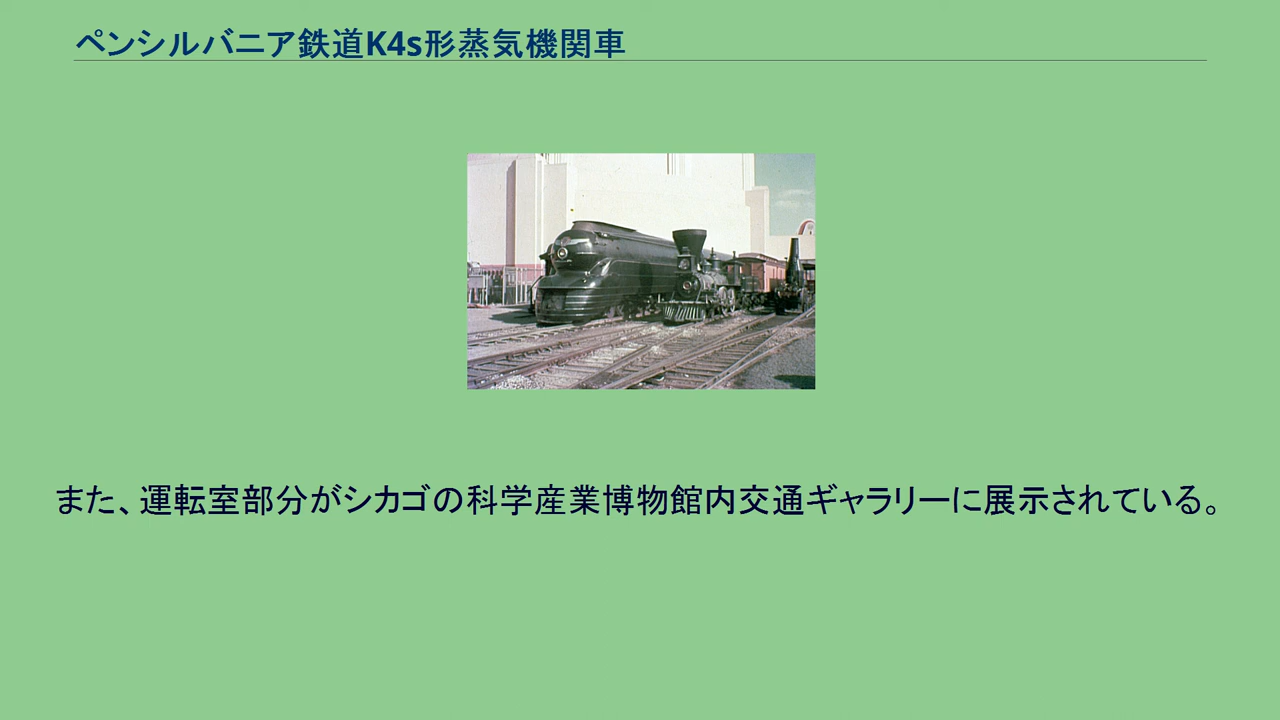 ペンシルバニア鉄道K4s形蒸気機関車
また、運転室部分がシカゴの科学産業博物館内交通ギャラリーに展示されている。